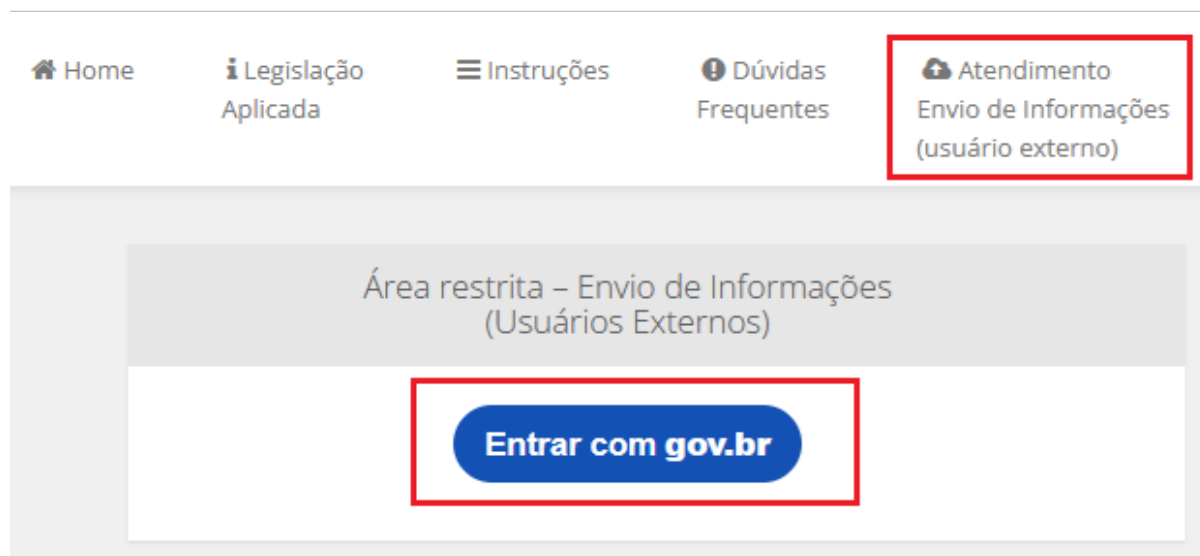 Home
Legislação
Aplicada
Instruções
Dúvidas
Frequentes
Atendimento
Envio de Informações
(usuário externo)
Área restrita – Envio de Informações
(Usuários Externos)
Entrar com gov.br